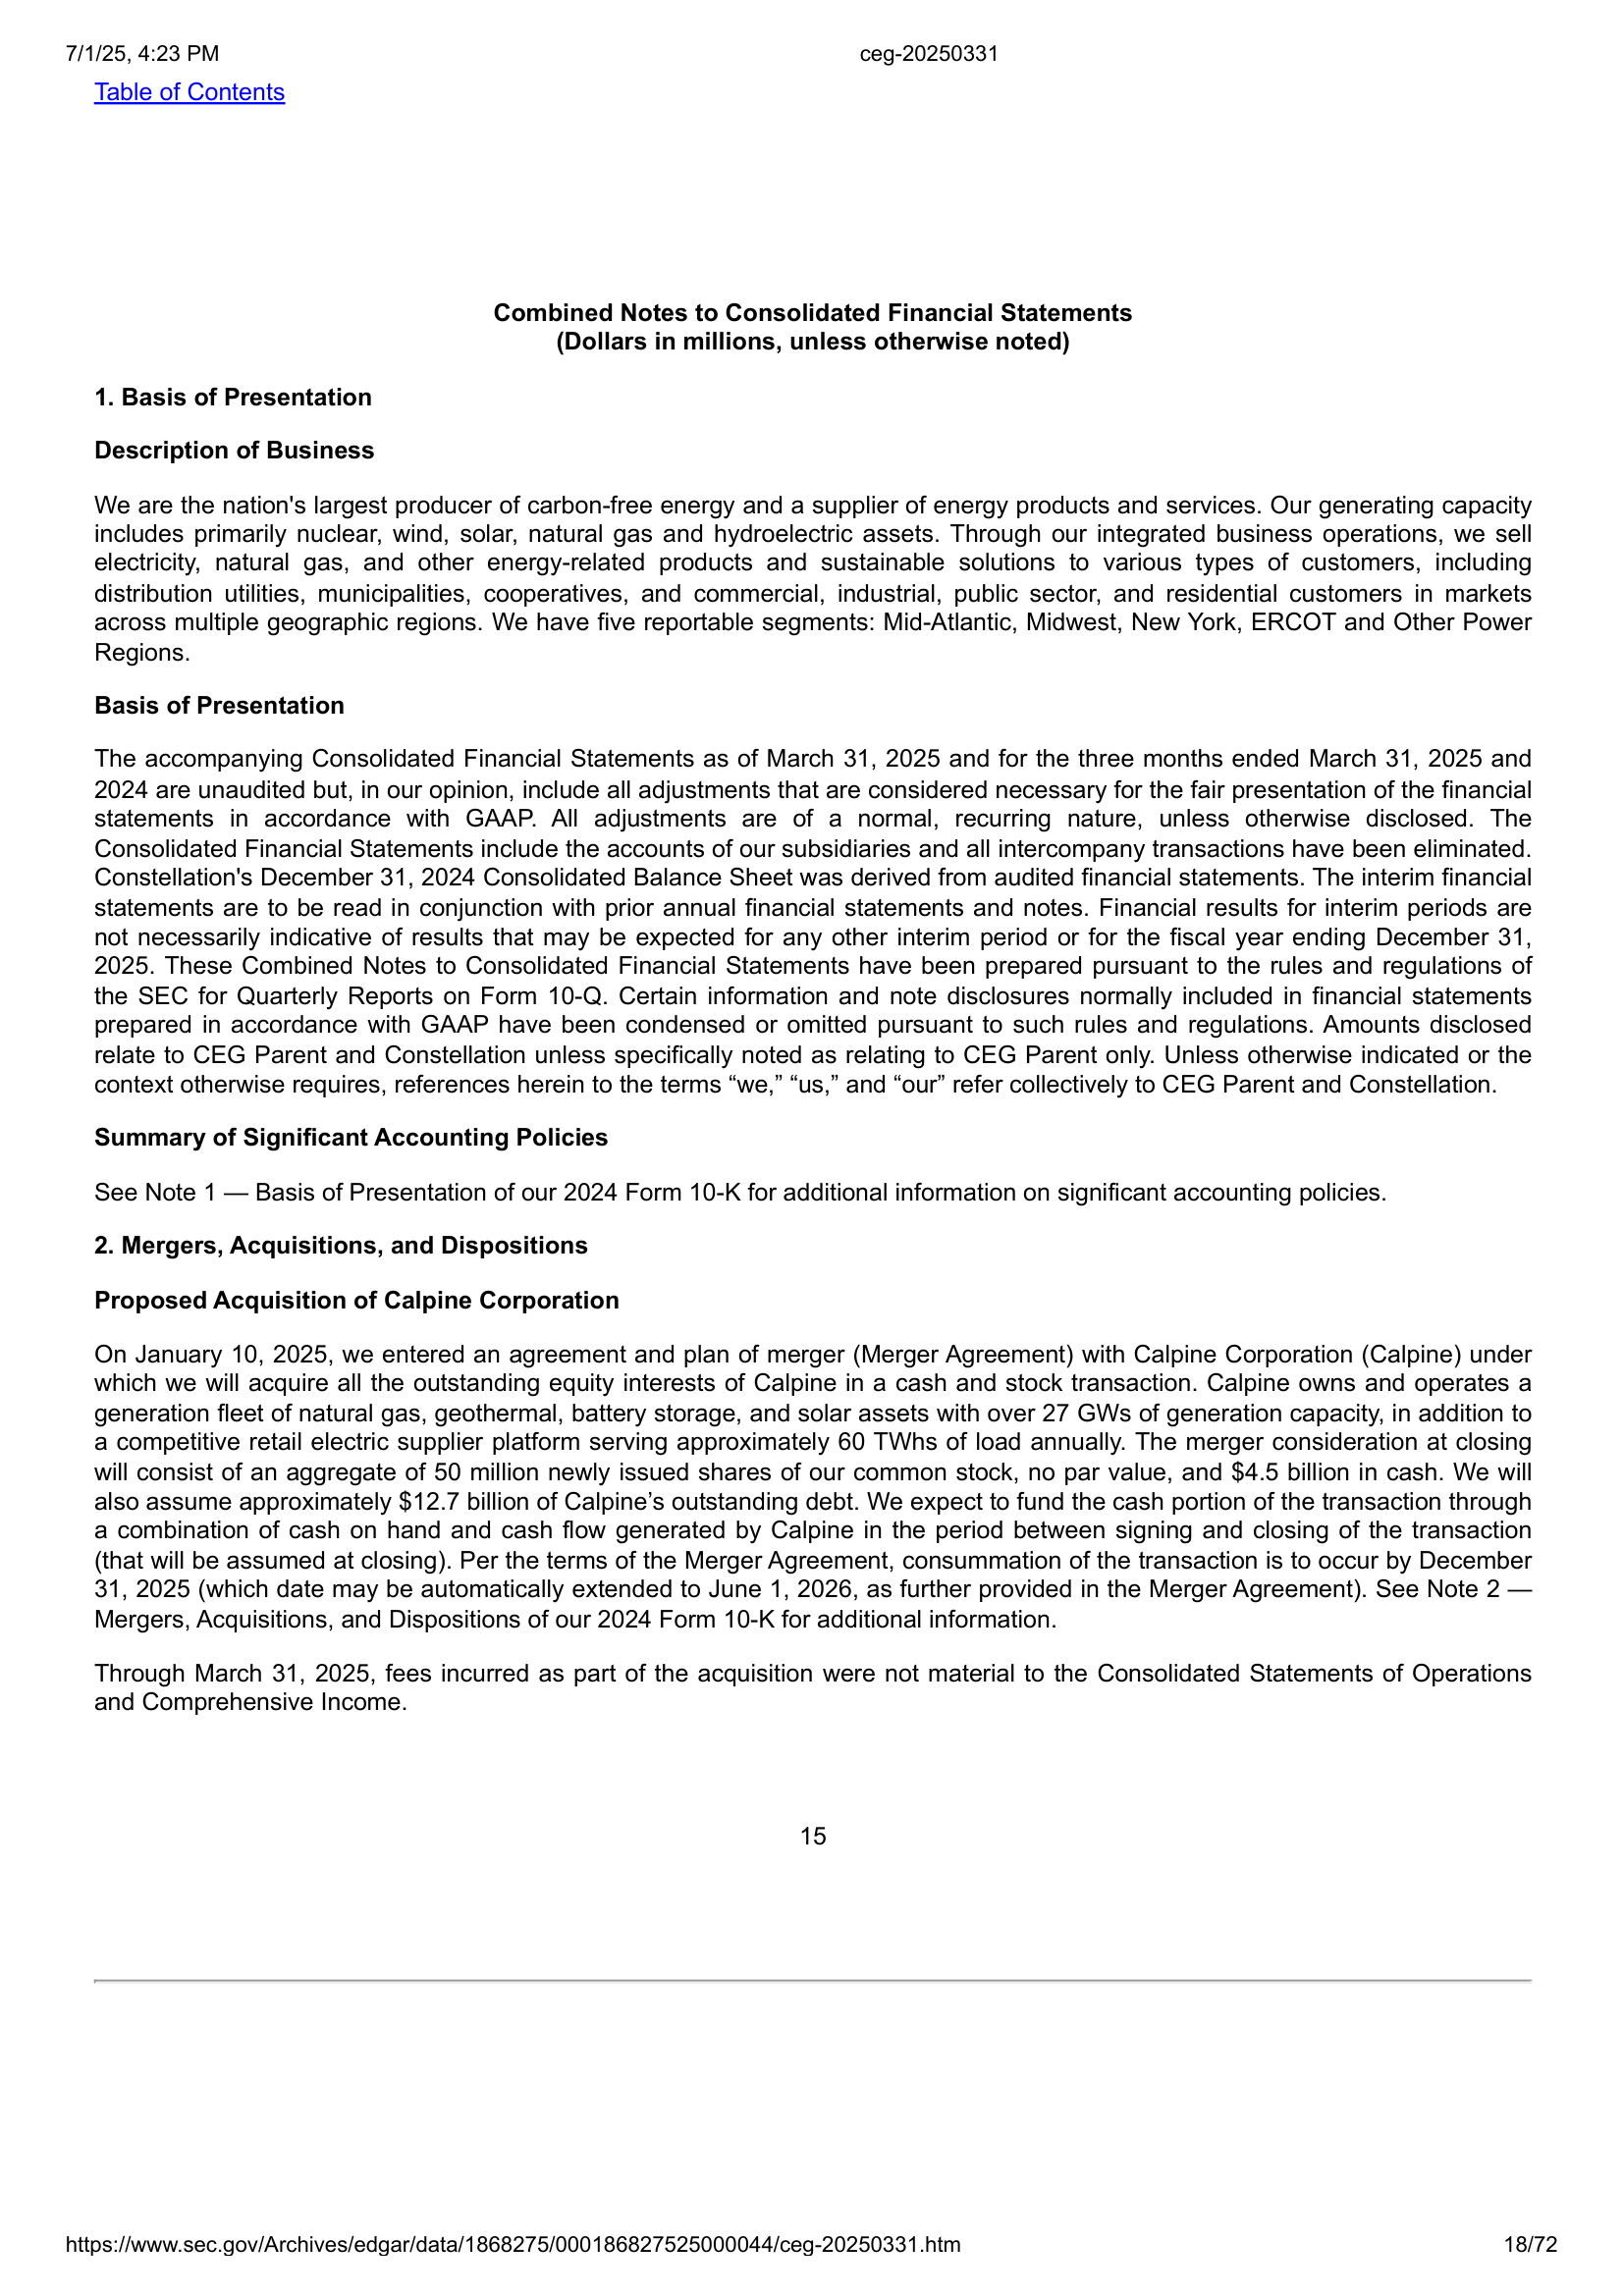 7/1/25, 4:23 PM ceg-20250331
Table of Contents
Combined Notes to Consolidated Financial Statements
(Dollars in millions, unless otherwise noted)
1. Basis of Presentation
Description of Business
We are the nation's largest producer of carbon-free energy and a supplier of energy products and services. Our generating capacity
includes primarily nuclear, wind, solar, natural gas and hydroelectric assets. Through our integrated business operations, we sell
electricity, natural gas, and other energy-related products and sustainable solutions to various types of customers, including
distribution utilities, municipalities, cooperatives, and commercial, industrial, public sector, and residential customers in markets
across multiple geographic regions. We have five reportable segments: Mid-Atlantic, Midwest, New York, ERCOT and Other Power
Regions.
Basis of Presentation
The accompanying Consolidated Financial Statements as of March 31, 2025 and for the three months ended March 31, 2025 and
2024 are unaudited but, in our opinion, include all adjustments that are considered necessary for the fair presentation of the financial
statements in accordance with GAAP. All adjustments are of a normal, recurring nature, unless otherwise disclosed. The
Consolidated Financial Statements include the accounts of our subsidiaries and all intercompany transactions have been eliminated.
Constellation's December 31, 2024 Consolidated Balance Sheet was derived from audited financial statements. The interim financial
statements are to be read in conjunction with prior annual financial statements and notes. Financial results for interim periods are
not necessarily indicative of results that may be expected for any other interim period or for the fiscal year ending December 31,
2025. These Combined Notes to Consolidated Financial Statements have been prepared pursuant to the rules and regulations of
the SEC for Quarterly Reports on Form 10-Q. Certain information and note disclosures normally included in financial statements
prepared in accordance with GAAP have been condensed or omitted pursuant to such rules and regulations. Amounts disclosed
relate to CEG Parent and Constellation unless specifically noted as relating to CEG Parent only. Unless otherwise indicated or the
context otherwise requires, references herein to the terms “we,” “us,” and “our” refer collectively to CEG Parent and Constellation.
Summary of Significant Accounting Policies
See Note 1 — Basis of Presentation of our 2024 Form 10-K for additional information on significant accounting policies.
2. Mergers, Acquisitions, and Dispositions
Proposed Acquisition of Calpine Corporation
On January 10, 2025, we entered an agreement and plan of merger (Merger Agreement) with Calpine Corporation (Calpine) under
which we will acquire all the outstanding equity interests of Calpine in a cash and stock transaction. Calpine owns and operates a
generation fleet of natural gas, geothermal, battery storage, and solar assets with over 27 GWs of generation capacity, in addition to
a competitive retail electric supplier platform serving approximately 60 TWhs of load annually. The merger consideration at closing
will consist of an aggregate of 50 million newly issued shares of our common stock, no par value, and $4.5 billion in cash. We will
also assume approximately $12.7 billion of Calpine’s outstanding debt. We expect to fund the cash portion of the transaction through
a combination of cash on hand and cash flow generated by Calpine in the period between signing and closing of the transaction
(that will be assumed at closing). Per the terms of the Merger Agreement, consummation of the transaction is to occur by December
31, 2025 (which date may be automatically extended to June 1, 2026, as further provided in the Merger Agreement). See Note 2 —
Mergers, Acquisitions, and Dispositions of our 2024 Form 10-K for additional information.
Through March 31, 2025, fees incurred as part of the acquisition were not material to the Consolidated Statements of Operations
and Comprehensive Income.
15
https://www.sec.gov/Archives/edgar/data/1868275/000186827525000044/ceg-20250331.htm 18/72